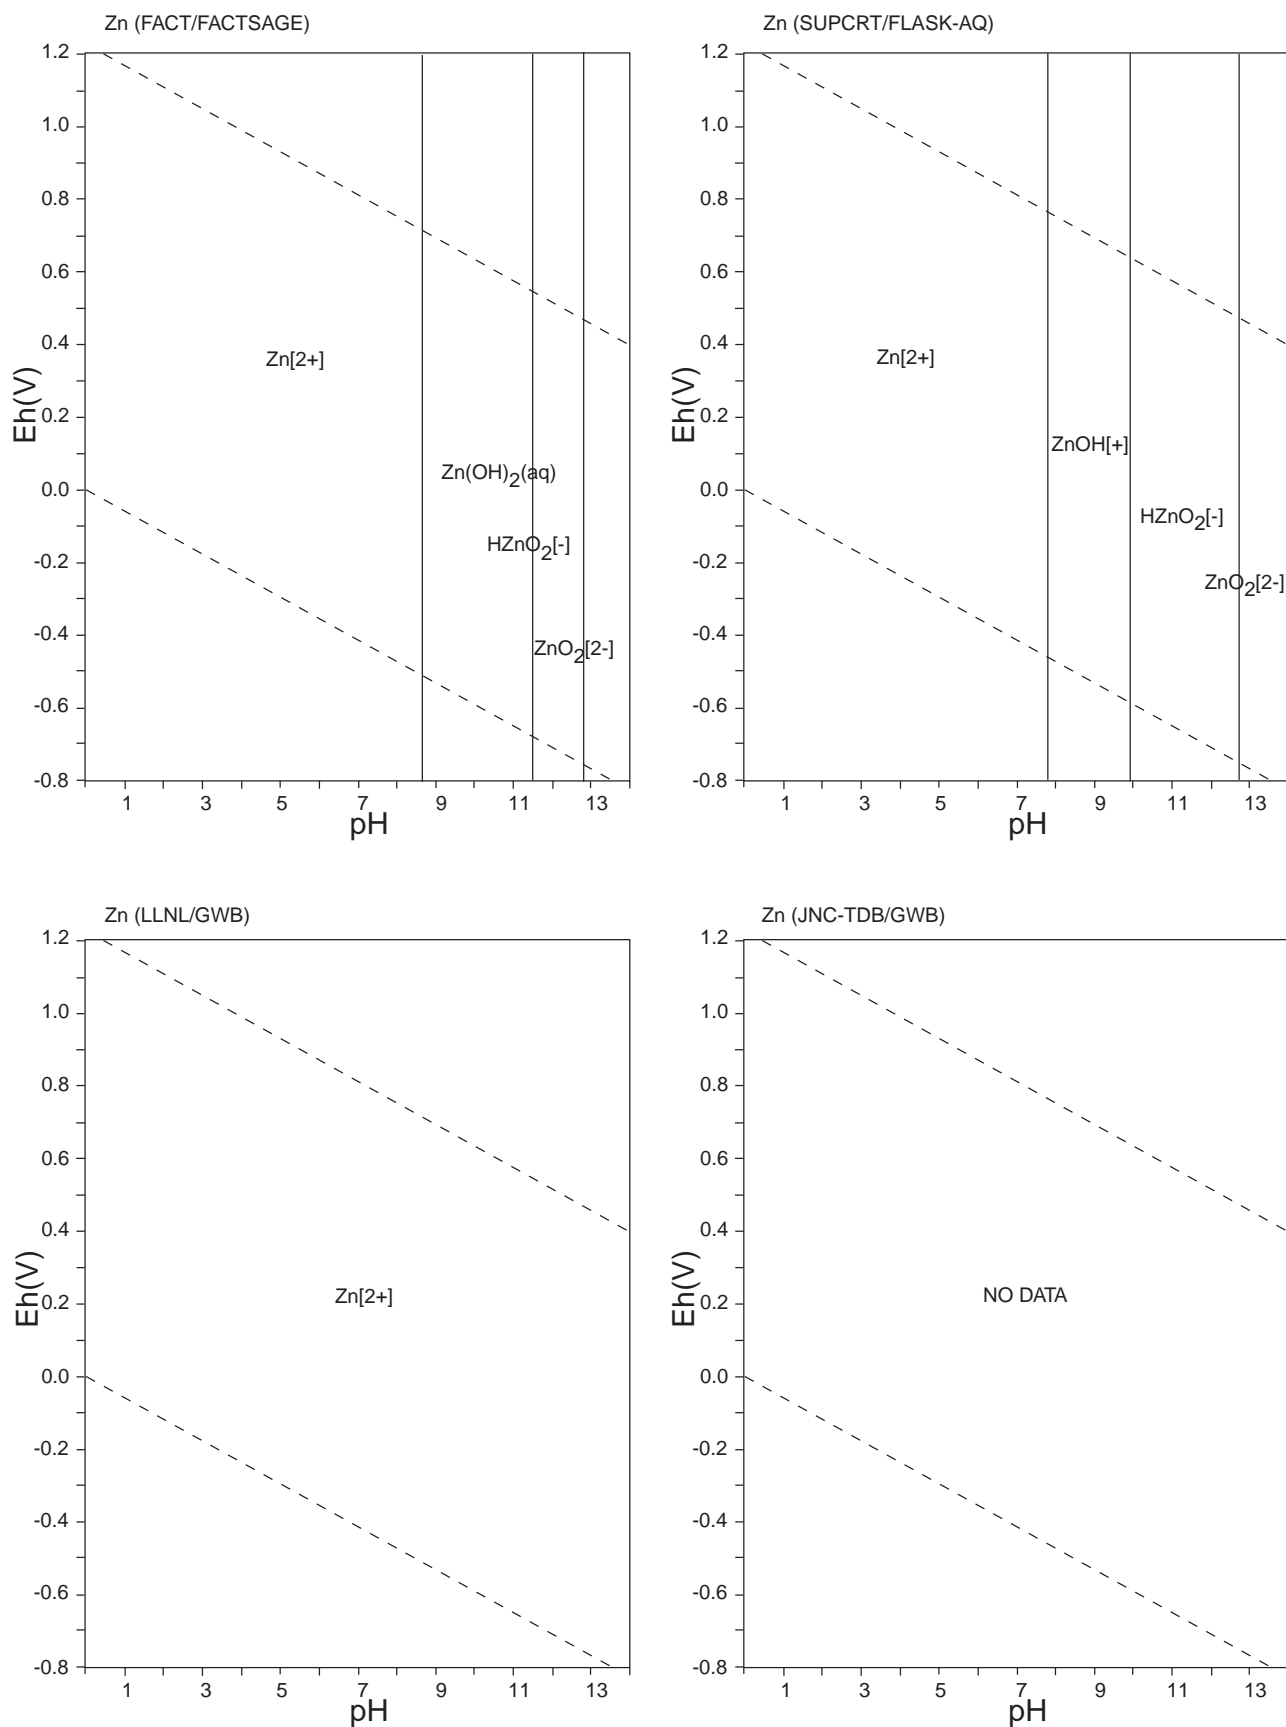 Zn (FACT/FACTSAGE)
1.2
1.0
0.8
0.6
0.4
0.2
0.0
-0.2
-0.4
-0.6
-0.8
Eh(V)
Zn[2+]
Zn(OH)2(aq)
HZnO2[-]
ZnO2[2-]
1 3 5 7 9 11 13
pH
Zn (SUPCRT/FLASK-AQ)
1.2
1.0
0.8
0.6
0.4
0.2
0.0
-0.2
-0.4
-0.6
-0.8
Eh(V)
Zn[2+]
ZnOH[+]
HZnO2[-]
ZnO2[2-]
1 3 5 7 9 11 13
pH
Zn (LLNL/GWB)
1.2
1.0
0.8
0.6
0.4
0.2
0.0
-0.2
-0.4
-0.6
-0.8
Eh(V)
Zn[2+]
1 3 5 7 9 11 13
pH
Zn (JNC-TDB/GWB)
1.2
1.0
0.8
0.6
0.4
0.2
0.0
-0.2
-0.4
-0.6
-0.8
Eh(V)
NO DATA
1 3 5 7 9 11 13
pH